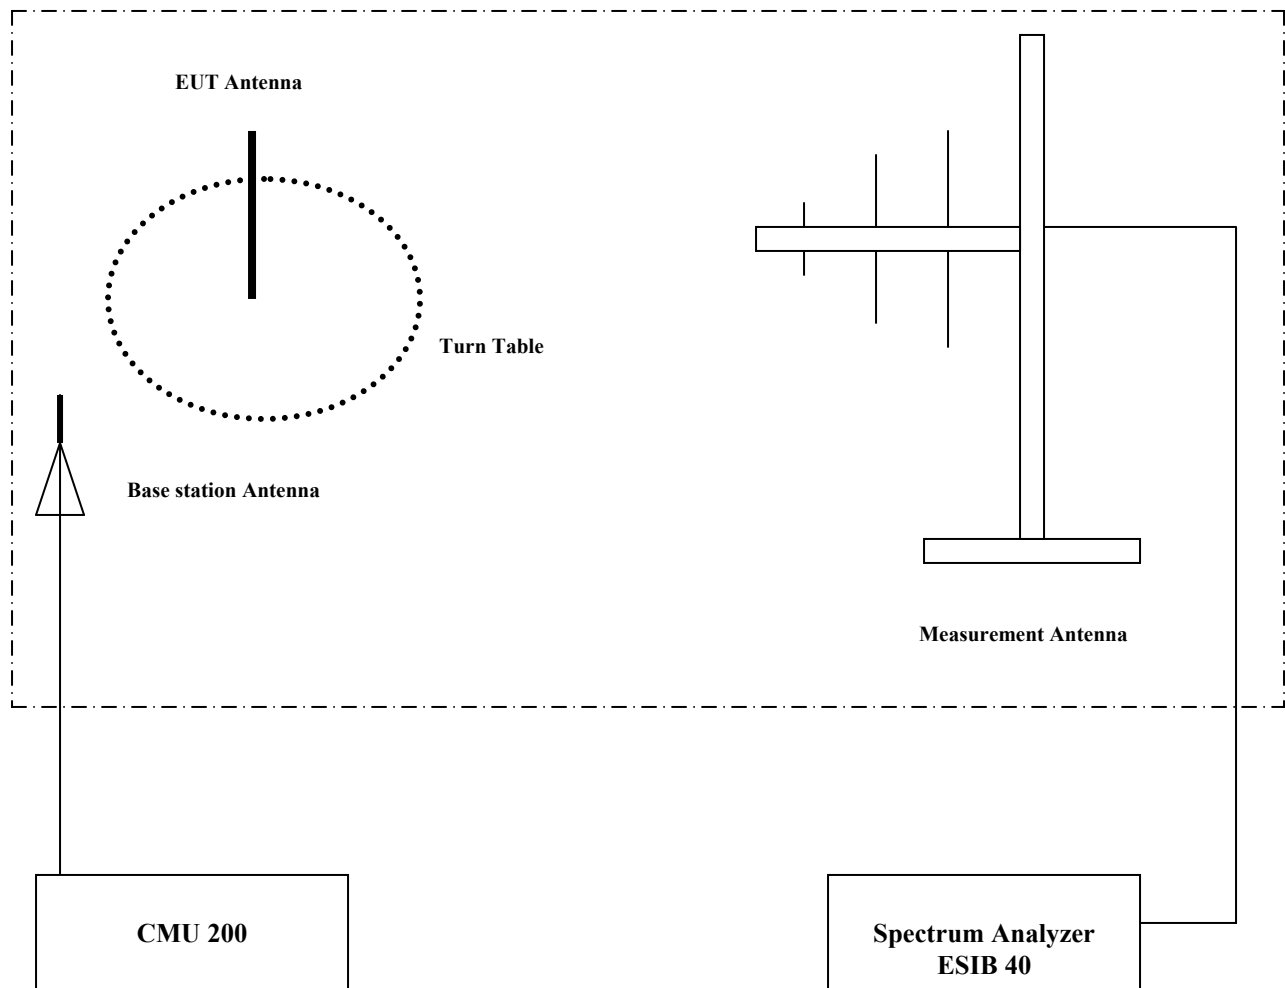 EUT Antenna
Turn Table
Base station Antenna
Measurement Antenna
CMU 200
Spectrum Analyzer
ESIB 40